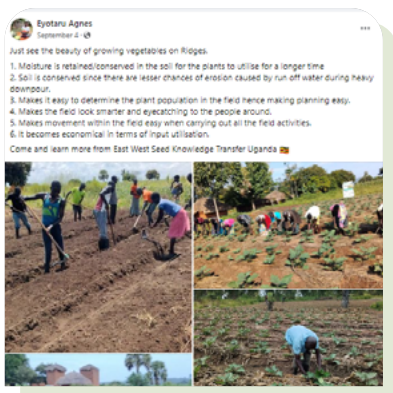 Eyotaru Agnes
September 4 ·
Just see the beauty of growing vegetables on Ridges.
1. Moisture is retained/conserved in the soil for the plants to utilise for a longer time
2. Soil is conserved since there are lesser chances of erosion caused by run off water during heavy
downpour.
3. Makes it easy to determine the plant population in the field hence making planning easy.
4. Makes the field look smarter and eyecatching to the people around.
5. Makes movement within the field easy when carrying out all the field activities.
6. It becomes economical in terms of input utilisation.
Come and learn more from East West Seed Knowledge Transfer Uganda 🇺🇬